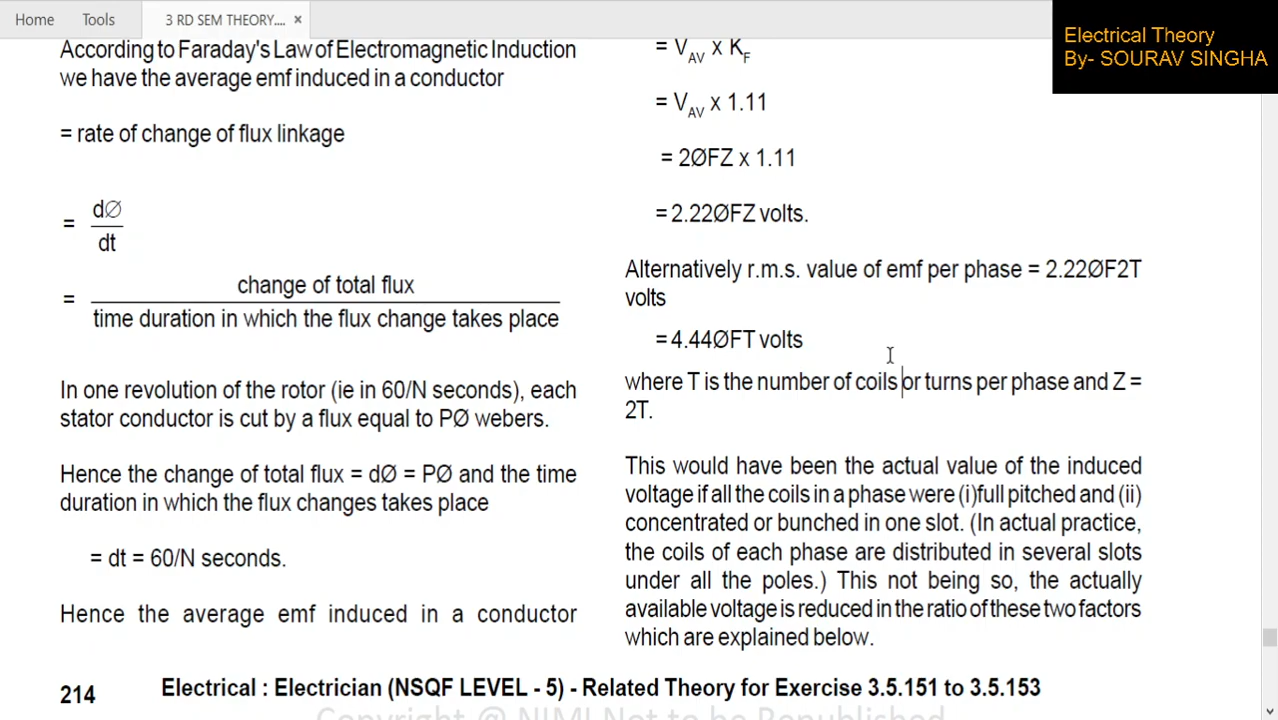 Home Tools 3 RD SEM THEORY.... ×
Electrical Theory
By- SOURAV SINGHA
According to Faraday's Law of Electromagnetic Induction
we have the average emf induced in a conductor
= rate of change of flux linkage
= dØ
dt
= change of total flux
time duration in which the flux change takes place
In one revolution of the rotor (ie in 60/N seconds), each
stator conductor is cut by a flux equal to PØ webers.
Hence the change of total flux = dØ = PØ and the time
duration in which the flux changes takes place
= dt = 60/N seconds.
Hence the average emf induced in a conductor
= V_AV x K_F
= V_AV x 1.11
= 2ØFZ x 1.11
= 2.22ØFZ volts.
Alternatively r.m.s. value of emf per phase = 2.22ØF2T
volts
= 4.44ØFT volts
where T is the number of coils or turns per phase and Z =
2T.
This would have been the actual value of the induced
voltage if all the coils in a phase were (i)full pitched and (ii)
concentrated or bunched in one slot. (In actual practice,
the coils of each phase are distributed in several slots
under all the poles.) This not being so, the actually
available voltage is reduced in the ratio of these two factors
which are explained below.
214 Electrical : Electrician (NSQF LEVEL - 5) - Related Theory for Exercise 3.5.151 to 3.5.153
Copyright @ NIMI Not to be Republished